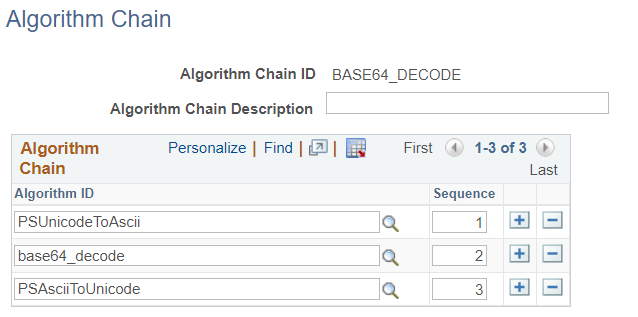 Algorithm Chain
Algorithm Chain ID BASE64_DECODE
Algorithm Chain Description
Algorithm Chain Personalize | Find | | First 1-3 of 3 Last
Algorithm ID Sequence
PSUnicodeToAscii 1
base64_decode 2
PSAsciiToUnicode 3